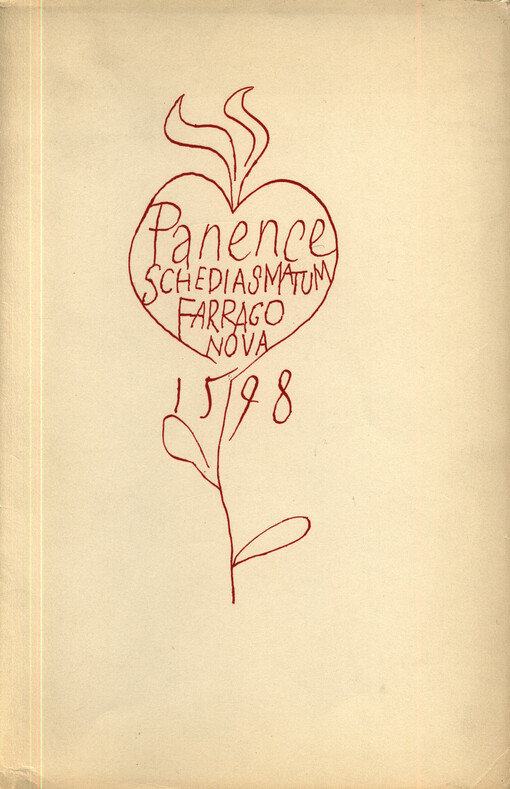 Panence
SCHEDIASMATUM
FARRAGO
NOVA
1598